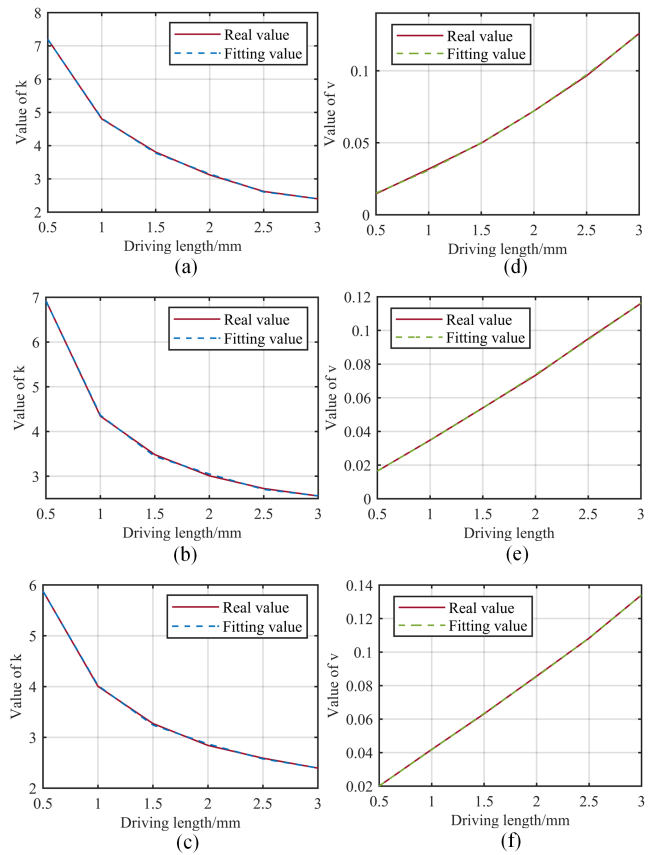 8
7
6
5
4
3
2
Value of k
Real value
Fitting value
0.5 1 1.5 2 2.5 3
Driving length/mm
(a)
0.1
0.05
0
Value of v
Real value
Fitting value
0.5 1 1.5 2 2.5 3
Driving length/mm
(d)
7
6
5
4
3
Value of k
Real value
Fitting value
0.5 1 1.5 2 2.5 3
Driving length/mm
(b)
0.12
0.1
0.08
0.06
0.04
0.02
0
Value of v
Real value
Fitting value
0.5 1 1.5 2 2.5 3
Driving length
(e)
6
5
4
3
2
Value of k
Real value
Fitting value
0.5 1 1.5 2 2.5 3
Driving length/mm
(c)
0.14
0.12
0.1
0.08
0.06
0.04
0.02
Value of v
Real value
Fitting value
0.5 1 1.5 2 2.5 3
Driving length/mm
(f)